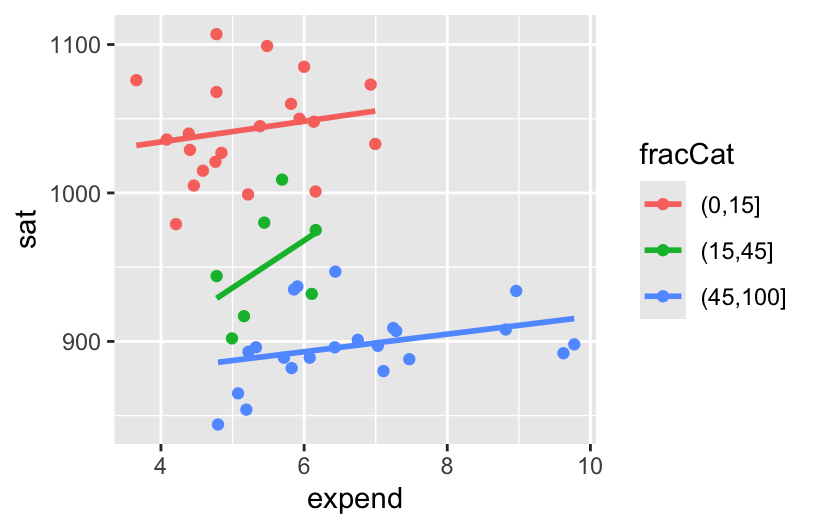 1100
1000
900
sat
4 6 8 10
expend
fracCat
(0,15]
(15,45]
(45,100]